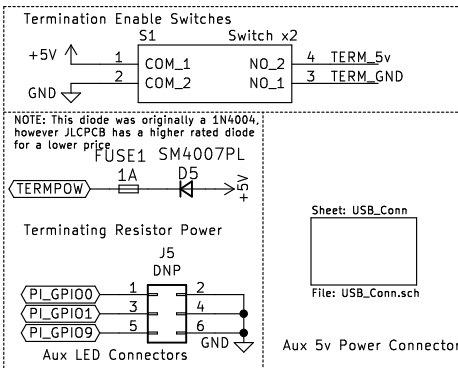 Termination Enable Switches
S1 Switch x2
+5V 1 COM_1 NO_2 4 TERM_5v
2 COM_2 NO_1 3 TERM_GND
GND
NOTE: This diode was originally a 1N4004,
however JLCPCB has a higher rated diode
for a lower price
FUSE1 SM4007PL
1A D5
TERMPOW +5V
Terminating Resistor Power
J5
DNP
PI_GPIO0 1 2
PI_GPIO1 3 4
PI_GPIO9 5 6 GND
Aux LED Connectors
Sheet: USB_Conn
File: USB_Conn.sch
Aux 5v Power Connector